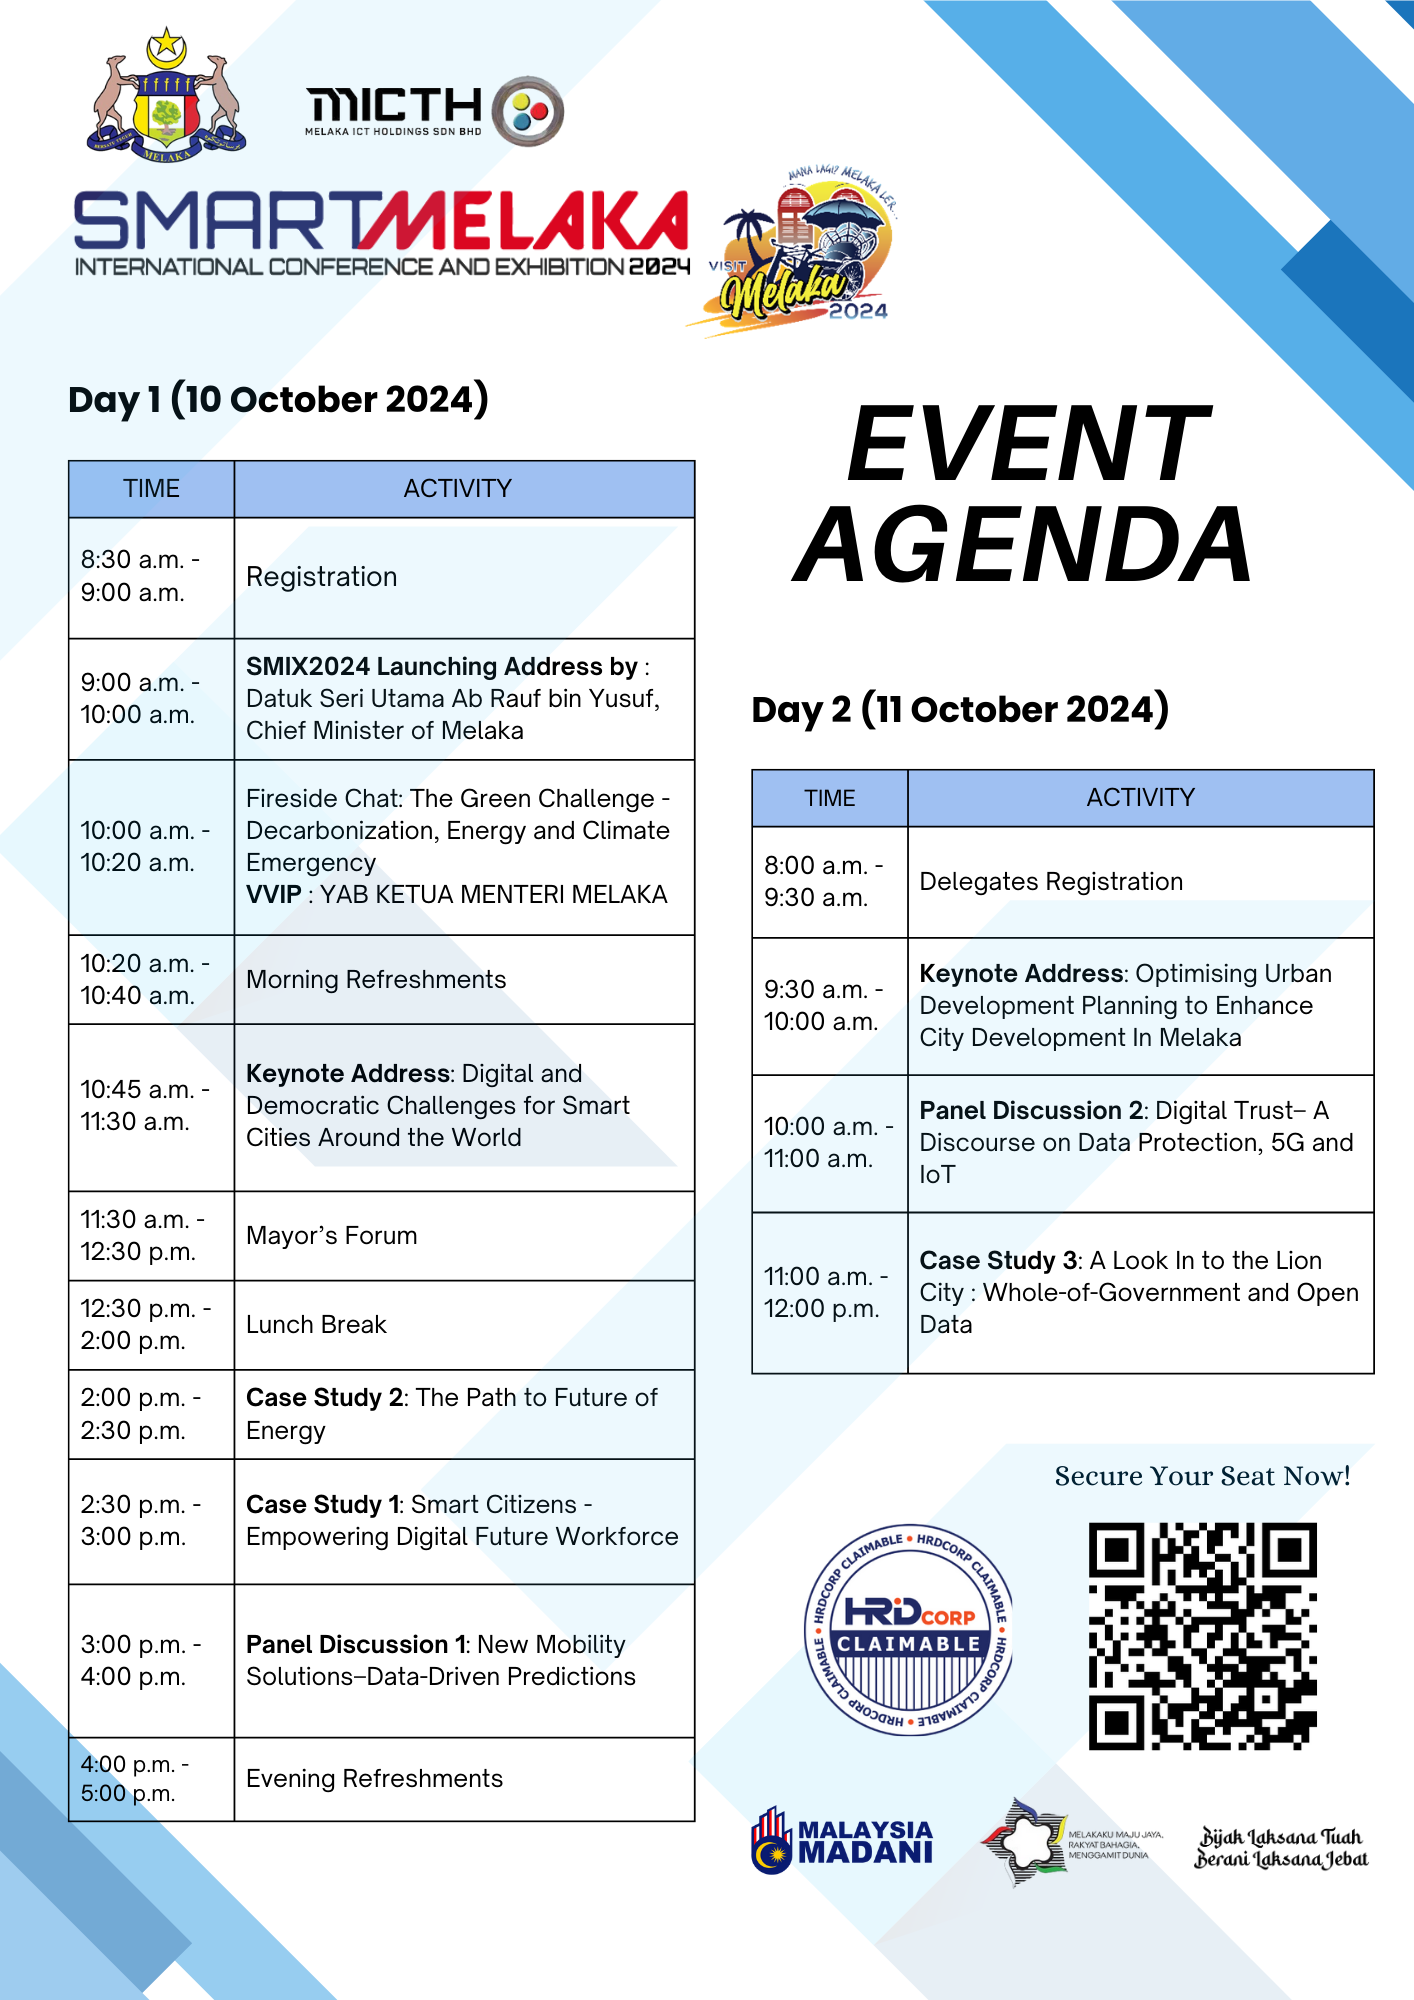 BERSATU TEGUH
MELAKA
MICTH
MELAKA ICT HOLDINGS SDN BHD
SMARTMELAKA
INTERNATIONAL CONFERENCE AND EXHIBITION 2024
MANA LAGI? MELAKA LER...
VISIT
Melaka
2024
Day 1 (10 October 2024)
TIME
ACTIVITY
8:30 a.m. -
9:00 a.m.
Registration
9:00 a.m. -
10:00 a.m.
SMIX2024 Launching Address by :
Datuk Seri Utama Ab Rauf bin Yusuf,
Chief Minister of Melaka
10:00 a.m. -
10:20 a.m.
Fireside Chat: The Green Challenge -
Decarbonization, Energy and Climate
Emergency
VVIP : YAB KETUA MENTERI MELAKA
10:20 a.m. -
10:40 a.m.
Morning Refreshments
10:45 a.m. -
11:30 a.m.
Keynote Address: Digital and
Democratic Challenges for Smart
Cities Around the World
11:30 a.m. -
12:30 p.m.
Mayor’s Forum
12:30 p.m. -
2:00 p.m.
Lunch Break
2:00 p.m. -
2:30 p.m.
Case Study 2: The Path to Future of
Energy
2:30 p.m. -
3:00 p.m.
Case Study 1: Smart Citizens -
Empowering Digital Future Workforce
3:00 p.m. -
4:00 p.m.
Panel Discussion 1: New Mobility
Solutions–Data-Driven Predictions
4:00 p.m. -
5:00 p.m.
Evening Refreshments
EVENT
AGENDA
Day 2 (11 October 2024)
TIME
ACTIVITY
8:00 a.m. -
9:30 a.m.
Delegates Registration
9:30 a.m. -
10:00 a.m.
Keynote Address: Optimising Urban
Development Planning to Enhance
City Development In Melaka
10:00 a.m. -
11:00 a.m.
Panel Discussion 2: Digital Trust– A
Discourse on Data Protection, 5G and
IoT
11:00 a.m. -
12:00 p.m.
Case Study 3: A Look In to the Lion
City : Whole-of-Government and Open
Data
Secure Your Seat Now!
HRDCORP CLAIMABLE • HRDCORP CLAIMABLE • HRDCORP CLAIMABLE • HRDCORP CLAIMABLE •
HRD CORP
CLAIMABLE
MALAYSIA
MADANI
MELAKAKU MAJU JAYA,
RAKYAT BAHAGIA,
MENGGAMIT DUNIA
Bijak Laksana Tuah
Berani Laksana Jebat